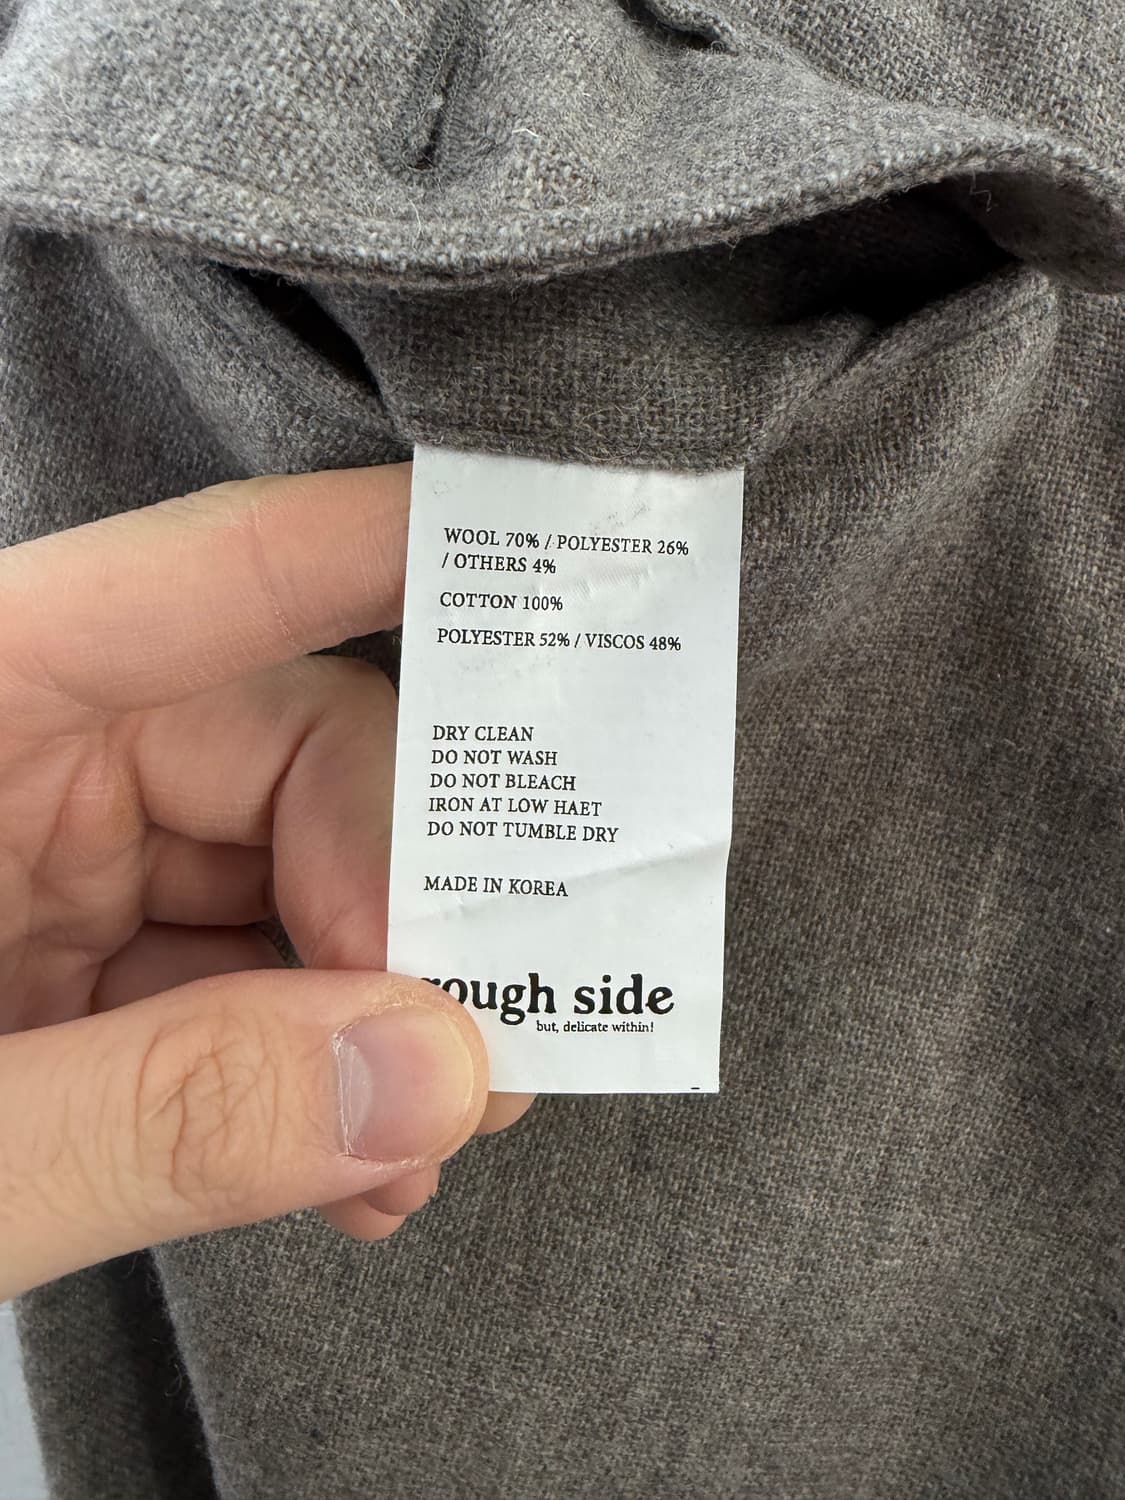 WOOL 70% / POLYESTER 26%
/ OTHERS 4%
COTTON 100%
POLYESTER 52% / VISCOS 48%
DRY CLEAN
DO NOT WASH
DO NOT BLEACH
IRON AT LOW HAET
DO NOT TUMBLE DRY
MADE IN KOREA
rough side
but, delicate within!